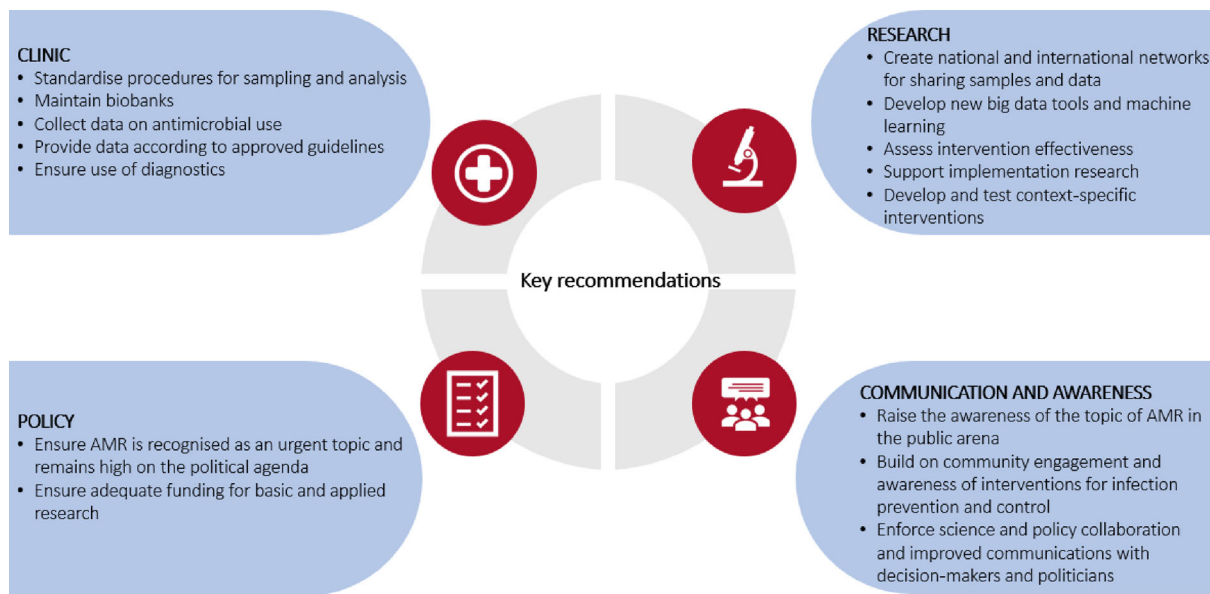 CLINIC
• Standardise procedures for sampling and analysis
• Maintain biobanks
• Collect data on antimicrobial use
• Provide data according to approved guidelines
• Ensure use of diagnostics
RESEARCH
• Create national and international networks
for sharing samples and data
• Develop new big data tools and machine
learning
• Assess intervention effectiveness
• Support implementation research
• Develop and test context-specific
interventions
Key recommendations
POLICY
• Ensure AMR is recognised as an urgent topic and
remains high on the political agenda
• Ensure adequate funding for basic and applied
research
COMMUNICATION AND AWARENESS
• Raise the awareness of the topic of AMR in
the public arena
• Build on community engagement and
awareness of interventions for infection
prevention and control
• Enforce science and policy collaboration
and improved communications with
decision-makers and politicians